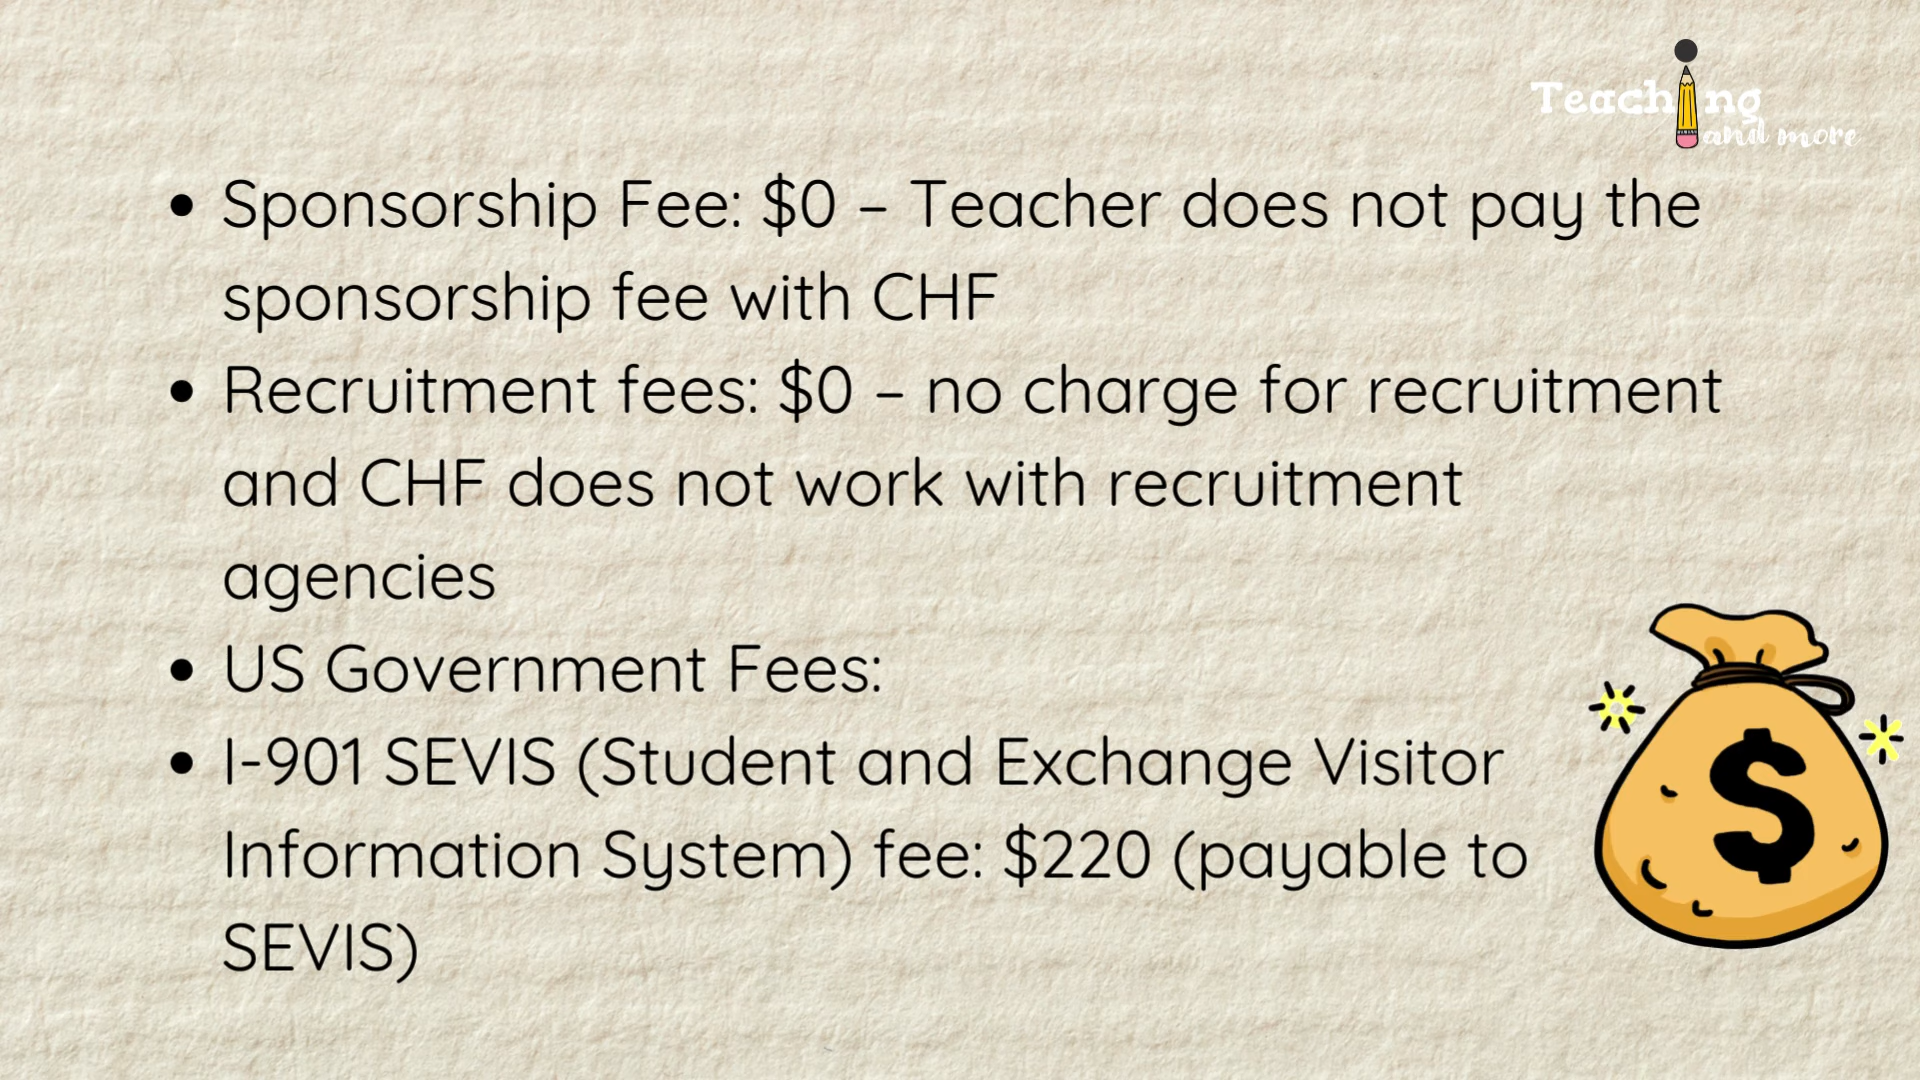 Teaching
and more
• Sponsorship Fee: $0 – Teacher does not pay the
sponsorship fee with CHF
• Recruitment fees: $0 – no charge for recruitment
and CHF does not work with recruitment
agencies
• US Government Fees:
• I-901 SEVIS (Student and Exchange Visitor
Information System) fee: $220 (payable to
SEVIS)
$